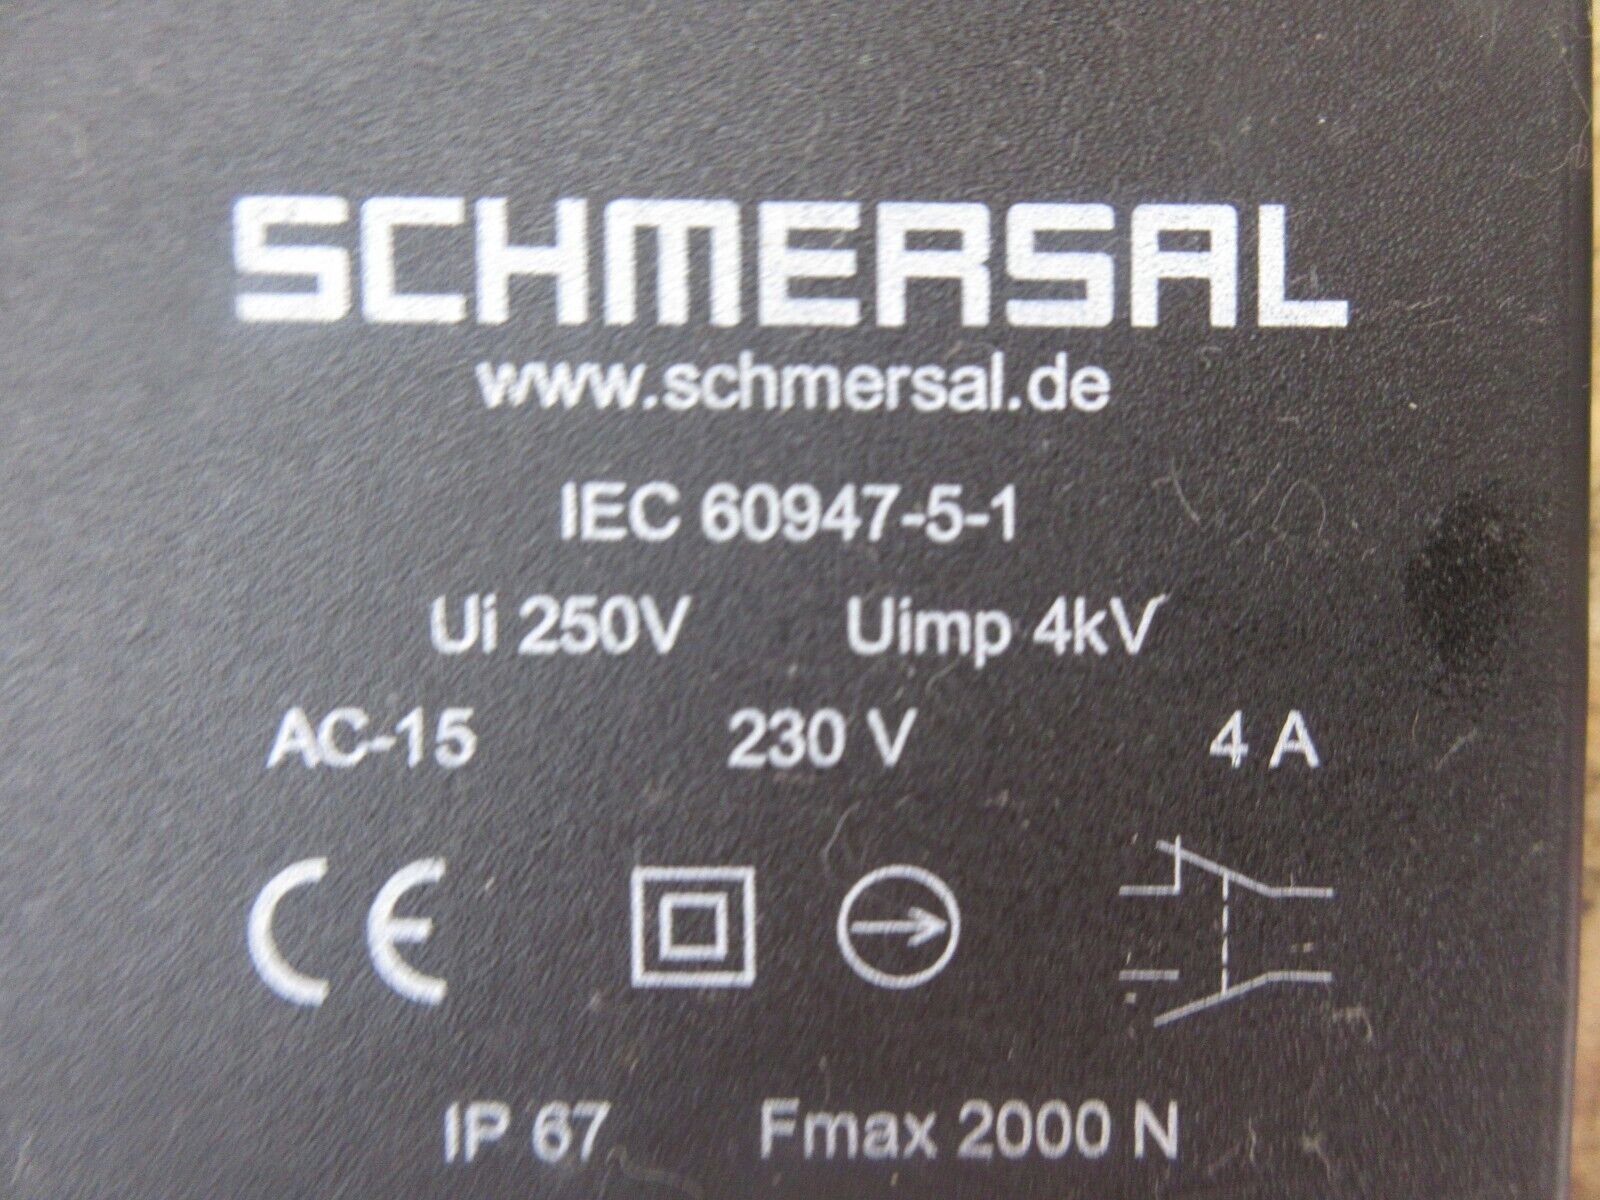 SCHMERSAL
www.schmersal.de
IEC 60947-5-1
Ui 250V Uimp 4kV
AC-15 230 V 4 A
CE
IP 67 Fmax 2000 N